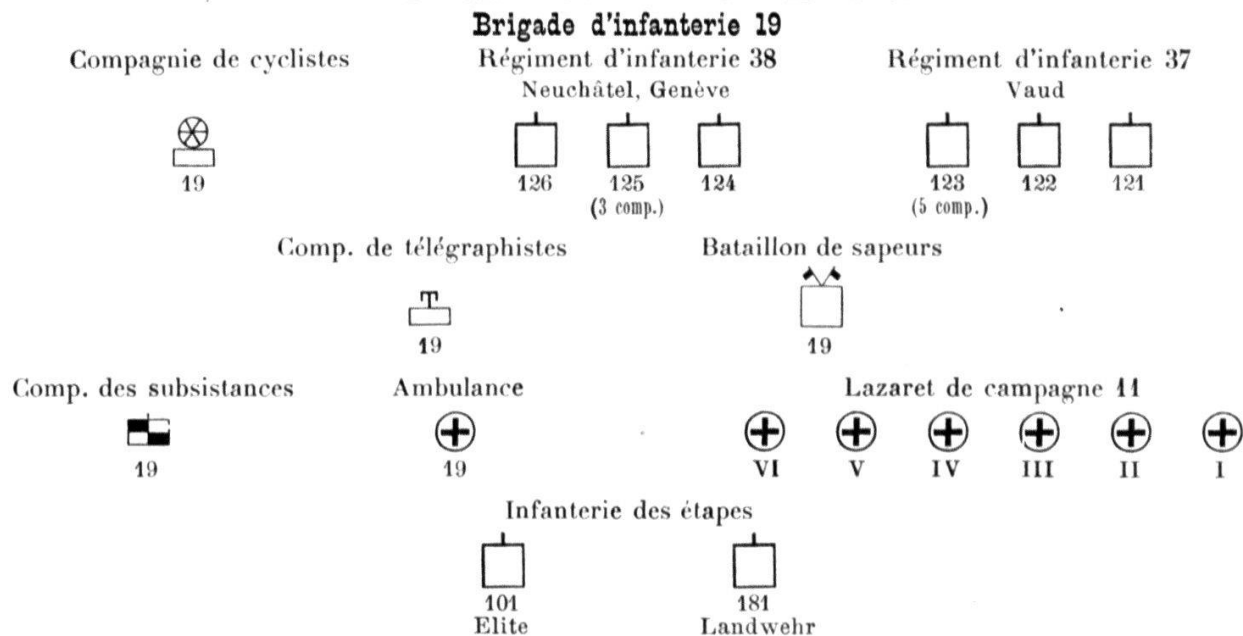 Brigade d'infanterie 19
Compagnie de cyclistes Régiment d'infanterie 38 Régiment d'infanterie 37
Neuchâtel, Genève Vaud
19 126 125 124 123 122 121
(3 comp.) (5 comp.)
Comp. de télégraphistes Bataillon de sapeurs
T
19 19
Comp. des subsistances Ambulance Lazaret de campagne 11
19 19 VI V IV III II I
Infanterie des étapes
101 181
Elite Landwehr